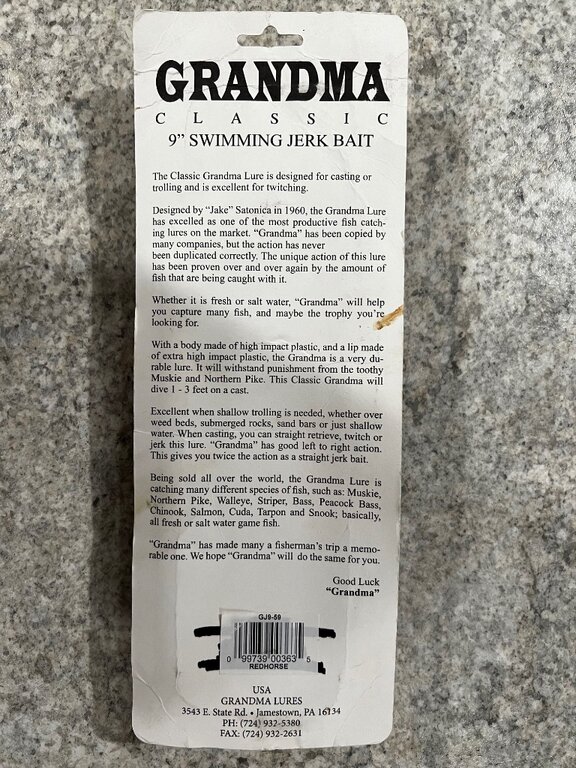 GRANDMA
CLASSIC
9" SWIMMING JERK BAIT
The Classic Grandma Lure is designed for casting or
trolling and is excellent for twitching.
Designed by "Jake" Satonica in 1960, the Grandma Lure
has excelled as one of the most productive fish catch-
ing lures on the market. "Grandma" has been copied by
many companies, but the action has never
been duplicated correctly. The unique action of this lure
has been proven over and over again by the amount of
fish that are being caught with it.
Whether it is fresh or salt water, "Grandma" will help
you capture many fish, and maybe the trophy you're
looking for.
With a body made of high impact plastic, and a lip made
of extra high impact plastic, the Grandma is a very du-
rable lure. It will withstand punishment from the toothy
Muskie and Northern Pike. This Classic Grandma will
dive 1 - 3 feet on a cast.
Excellent when shallow trolling is needed, whether over
weed beds, submerged rocks, sand bars or just shallow
water. When casting, you can straight retrieve, twitch or
jerk this lure. "Grandma" has good left to right action.
This gives you twice the action as a straight jerk bait.
Being sold all over the world, the Grandma Lure is
catching many different species of fish, such as: Muskie,
Northern Pike, Walleye, Striper, Bass, Peacock Bass,
Chinook, Salmon, Cuda, Tarpon and Snook; basically,
all fresh or salt water game fish.
"Grandma" has made many a fisherman's trip a memo-
rable one. We hope "Grandma" will do the same for you.
Good Luck
"Grandma"
GJ9-59
0 99739 00363 5
REDHORSE
USA
GRANDMA LURES
3543 E. State Rd. • Jamestown, PA 16134
PH: (724) 932-5380
FAX: (724) 932-2631